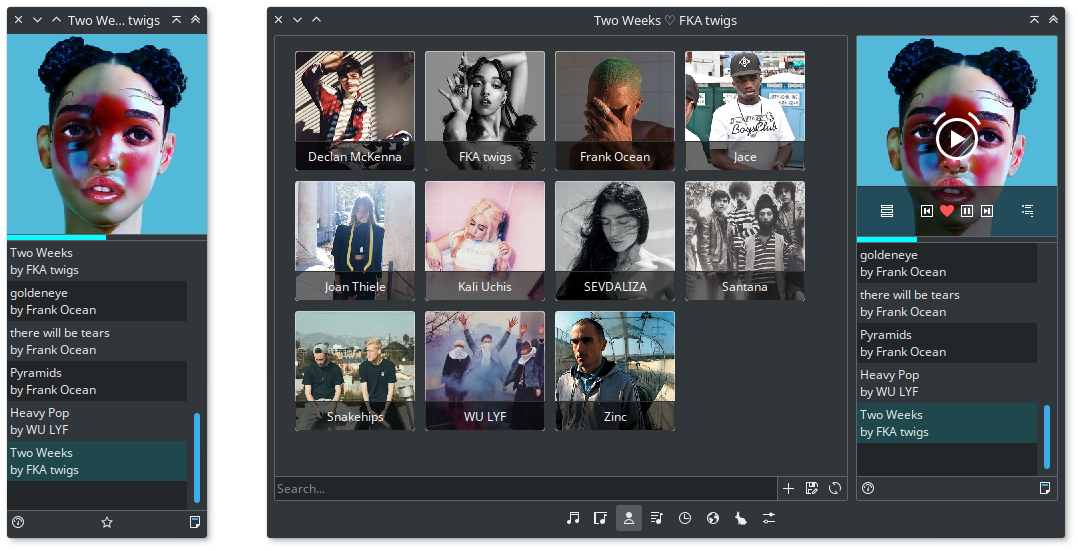 Two We... twigs
Two Weeks
by FKA twigs
goldeneye
by Frank Ocean
there will be tears
by Frank Ocean
Pyramids
by Frank Ocean
Heavy Pop
by WU LYF
Two Weeks
by FKA twigs
Two Weeks ♡ FKA twigs
Declan McKenna
FKA twigs
Frank Ocean
Jace
Joan Thiele
Kali Uchis
SEVDALIZA
Santana
Snakehips
WU LYF
Zinc
Search...
goldeneye
by Frank Ocean
there will be tears
by Frank Ocean
Pyramids
by Frank Ocean
Heavy Pop
by WU LYF
Two Weeks
by FKA twigs